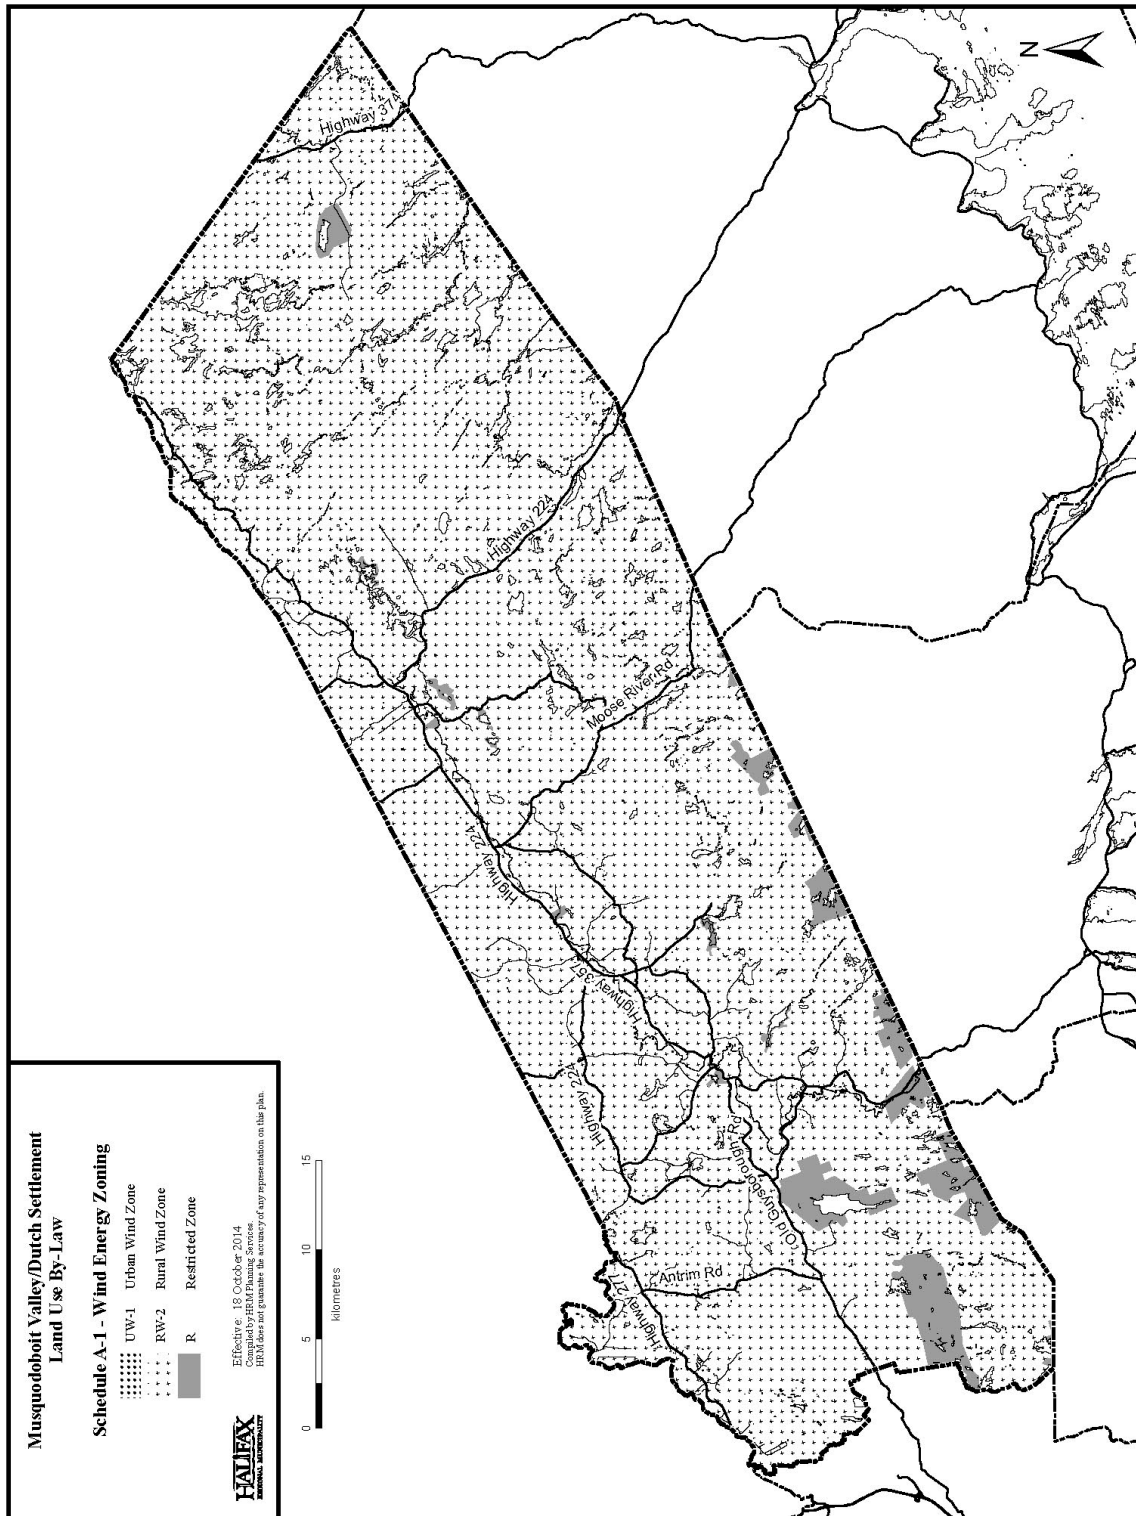 Musquodoboit Valley/Dutch Settlement
Land Use By-Law
Schedule A-1 - Wind Energy Zoning
UW-1 Urban Wind Zone
RW-2 Rural Wind Zone
R Restricted Zone
HALIFAX
REGIONAL MUNICIPALITY
Effective: 18 October 2014
Compiled by HRM Planning Services.
HRM does not guarantee the accuracy of any representation on this plan.
0 5 10 15
kilometres
N
Highway 374
Highway 224
Moose River Rd
Highway 224
Highway 357
Highway 224
Old Guysborough Rd
Antrim Rd
Highway 277